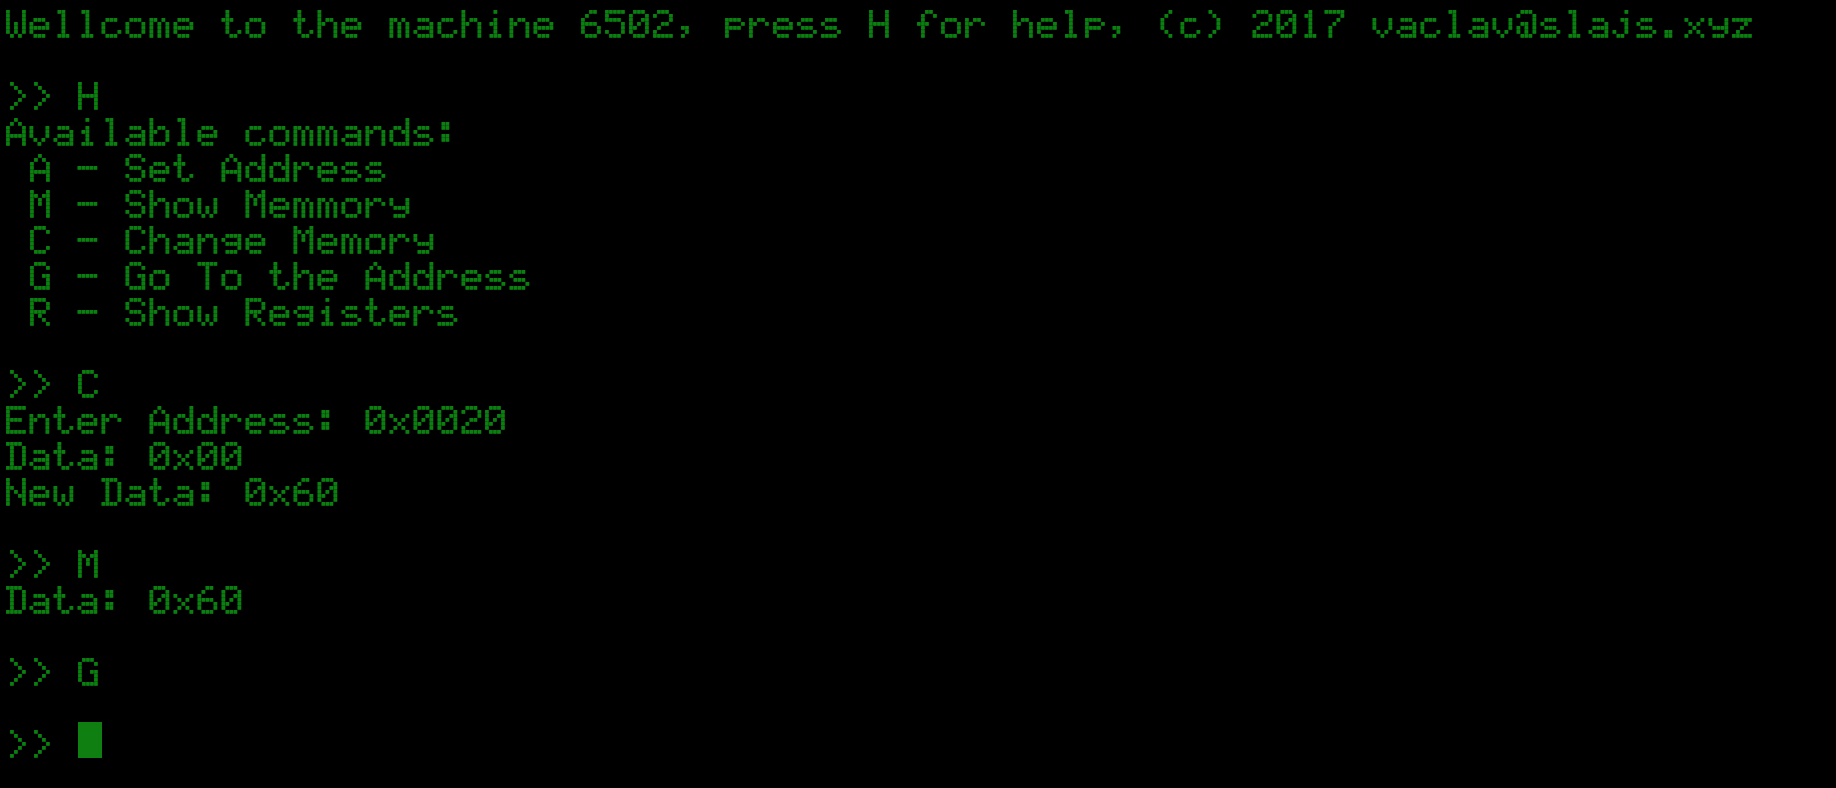 Wellcome to the machine 6502, press H for help, (c) 2017 vaclav@slajs.xyz
>> H
Available commands:
A - Set Address
M - Show Memmory
C - Change Memory
G - Go To the Address
R - Show Registers
>> C
Enter Address: 0x0020
Data: 0x00
New Data: 0x60
>> M
Data: 0x60
>> G
>>